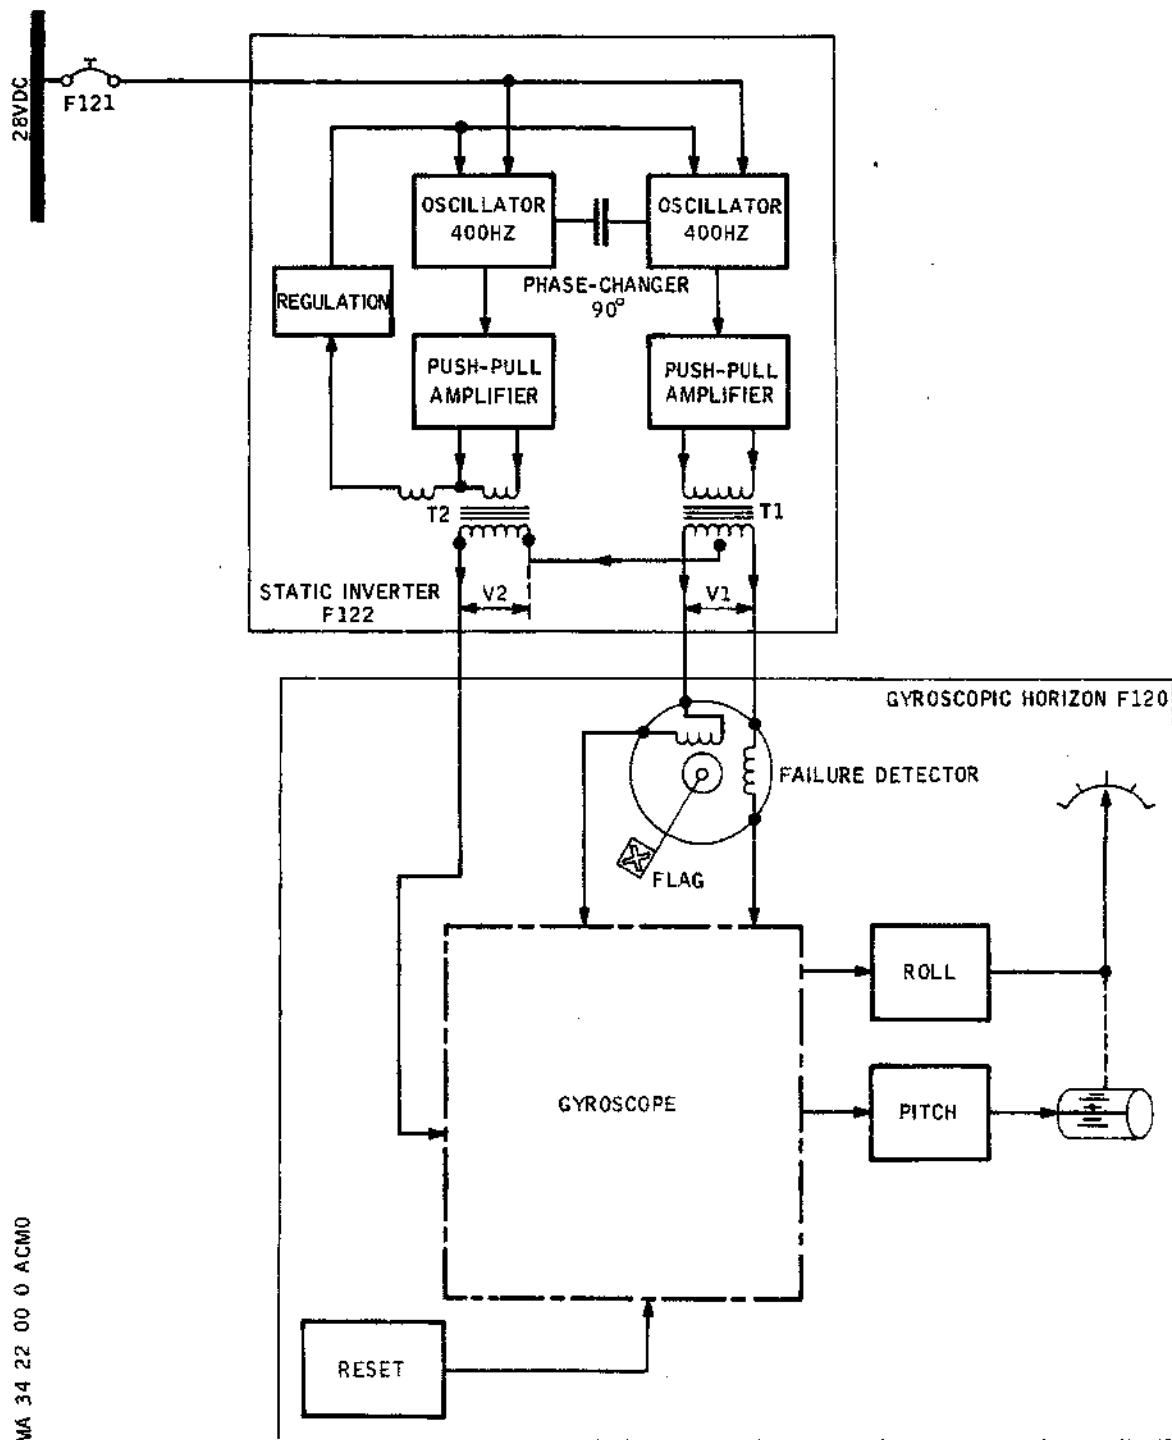 28VDC
F121
OSCILLATOR
400HZ
OSCILLATOR
400HZ
PHASE-CHANGER
90°
REGULATION
PUSH-PULL
AMPLIFIER
PUSH-PULL
AMPLIFIER
T2
T1
STATIC INVERTER
F122
V2
V1
GYROSCOPIC HORIZON F120
FAILURE DETECTOR
FLAG
ROLL
GYROSCOPE
PITCH
RESET
MA 34 22 00 0 ACM0